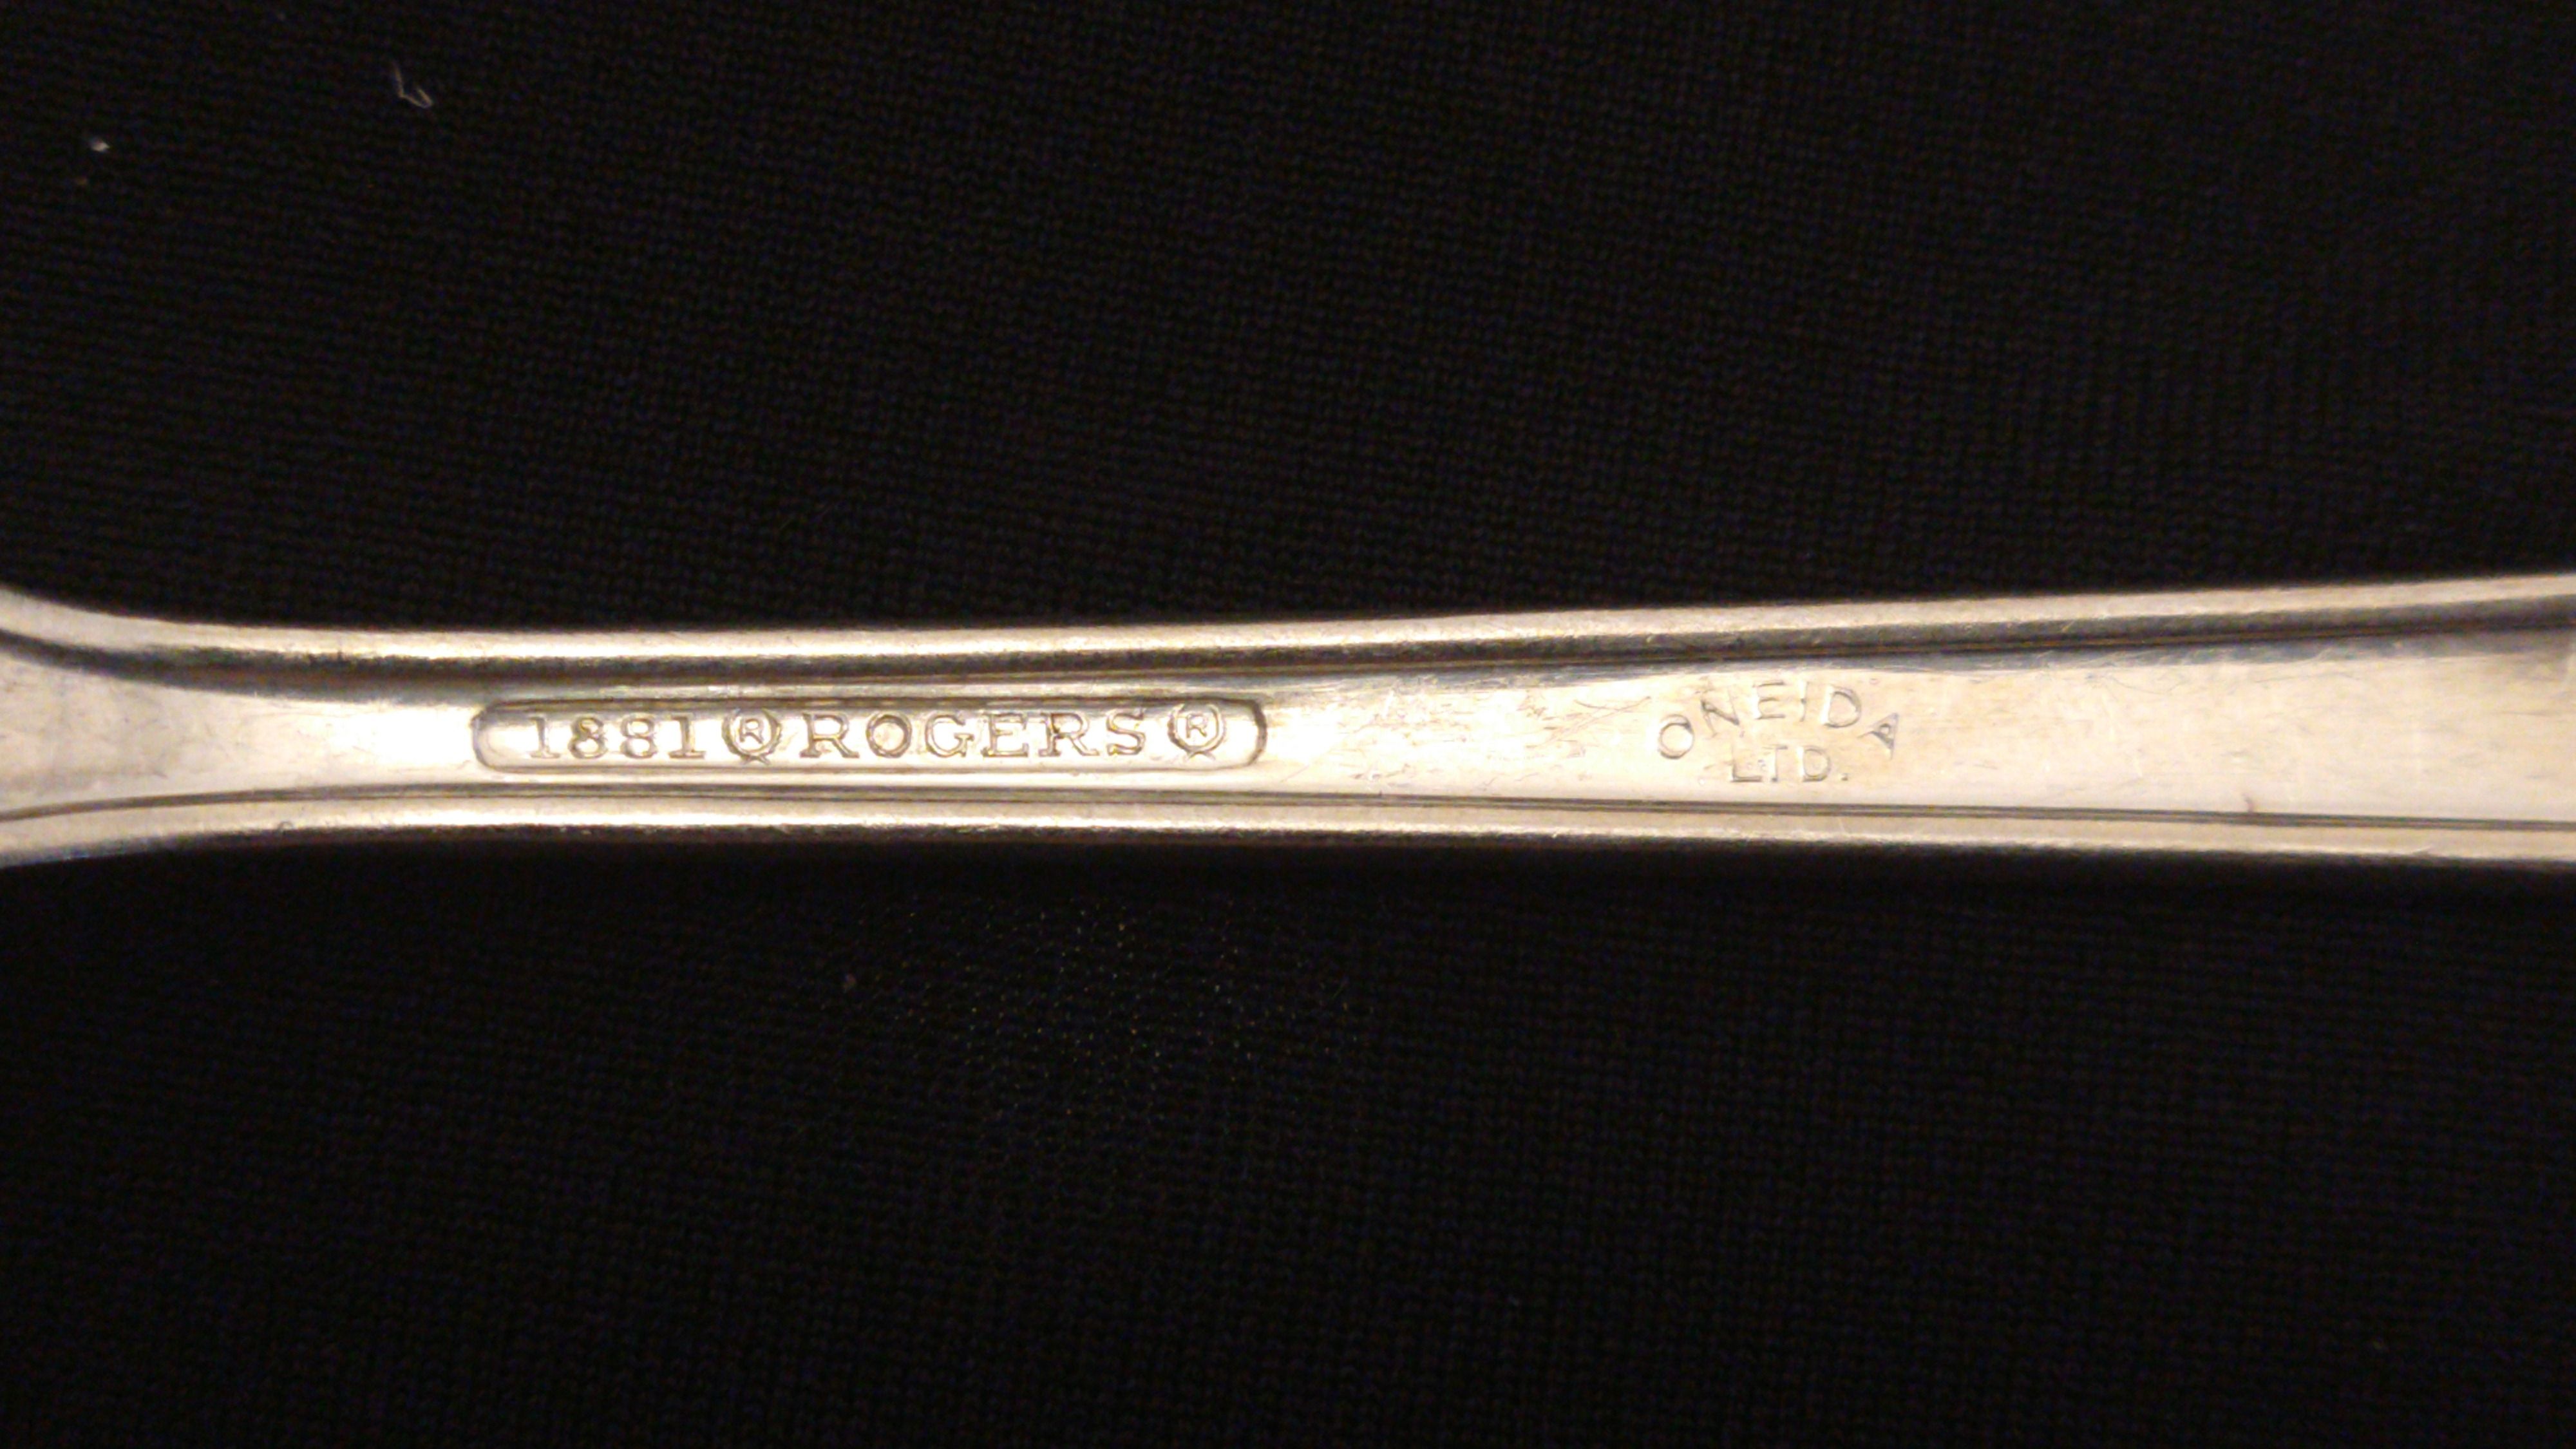 1881 ® ROGERS ®
ONEIDA
LTD.